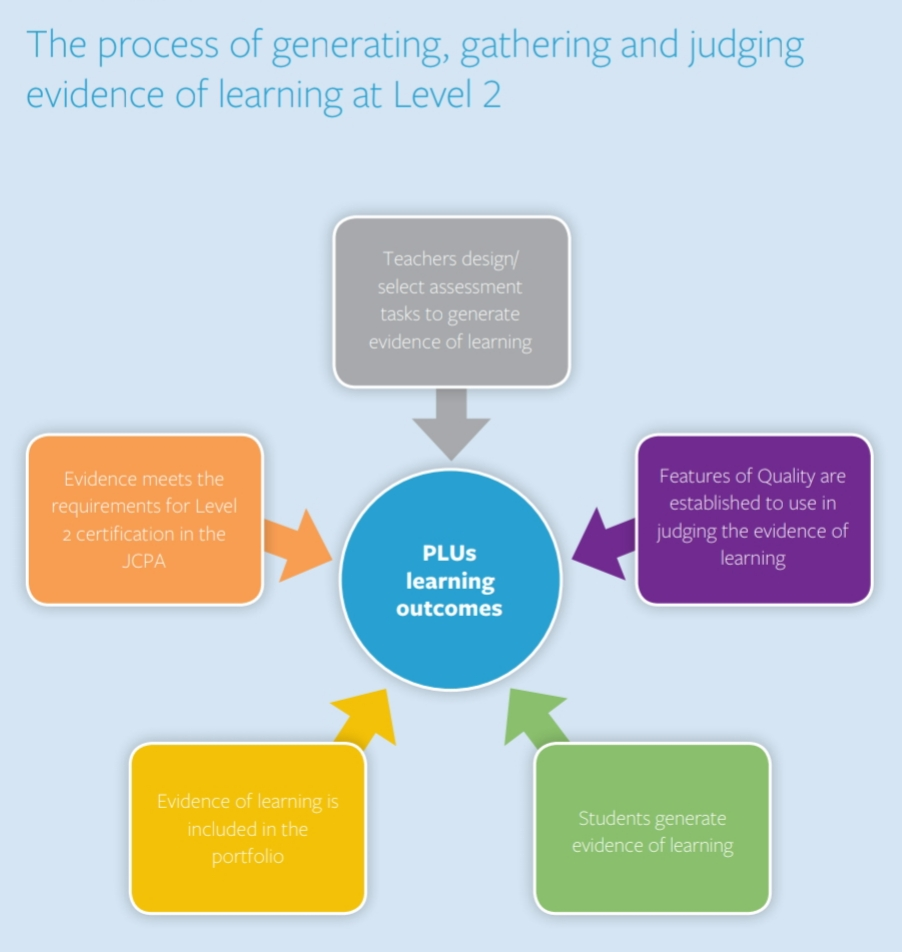 The process of generating, gathering and judging
evidence of learning at Level 2
Teachers design/
select assessment
tasks to generate
evidence of learning
Evidence meets the
requirements for Level
2 certification in the
JCPA
Features of Quality are
established to use in
judging the evidence of
learning
PLUs
learning
outcomes
Evidence of learning is
included in the
portfolio
Students generate
evidence of learning